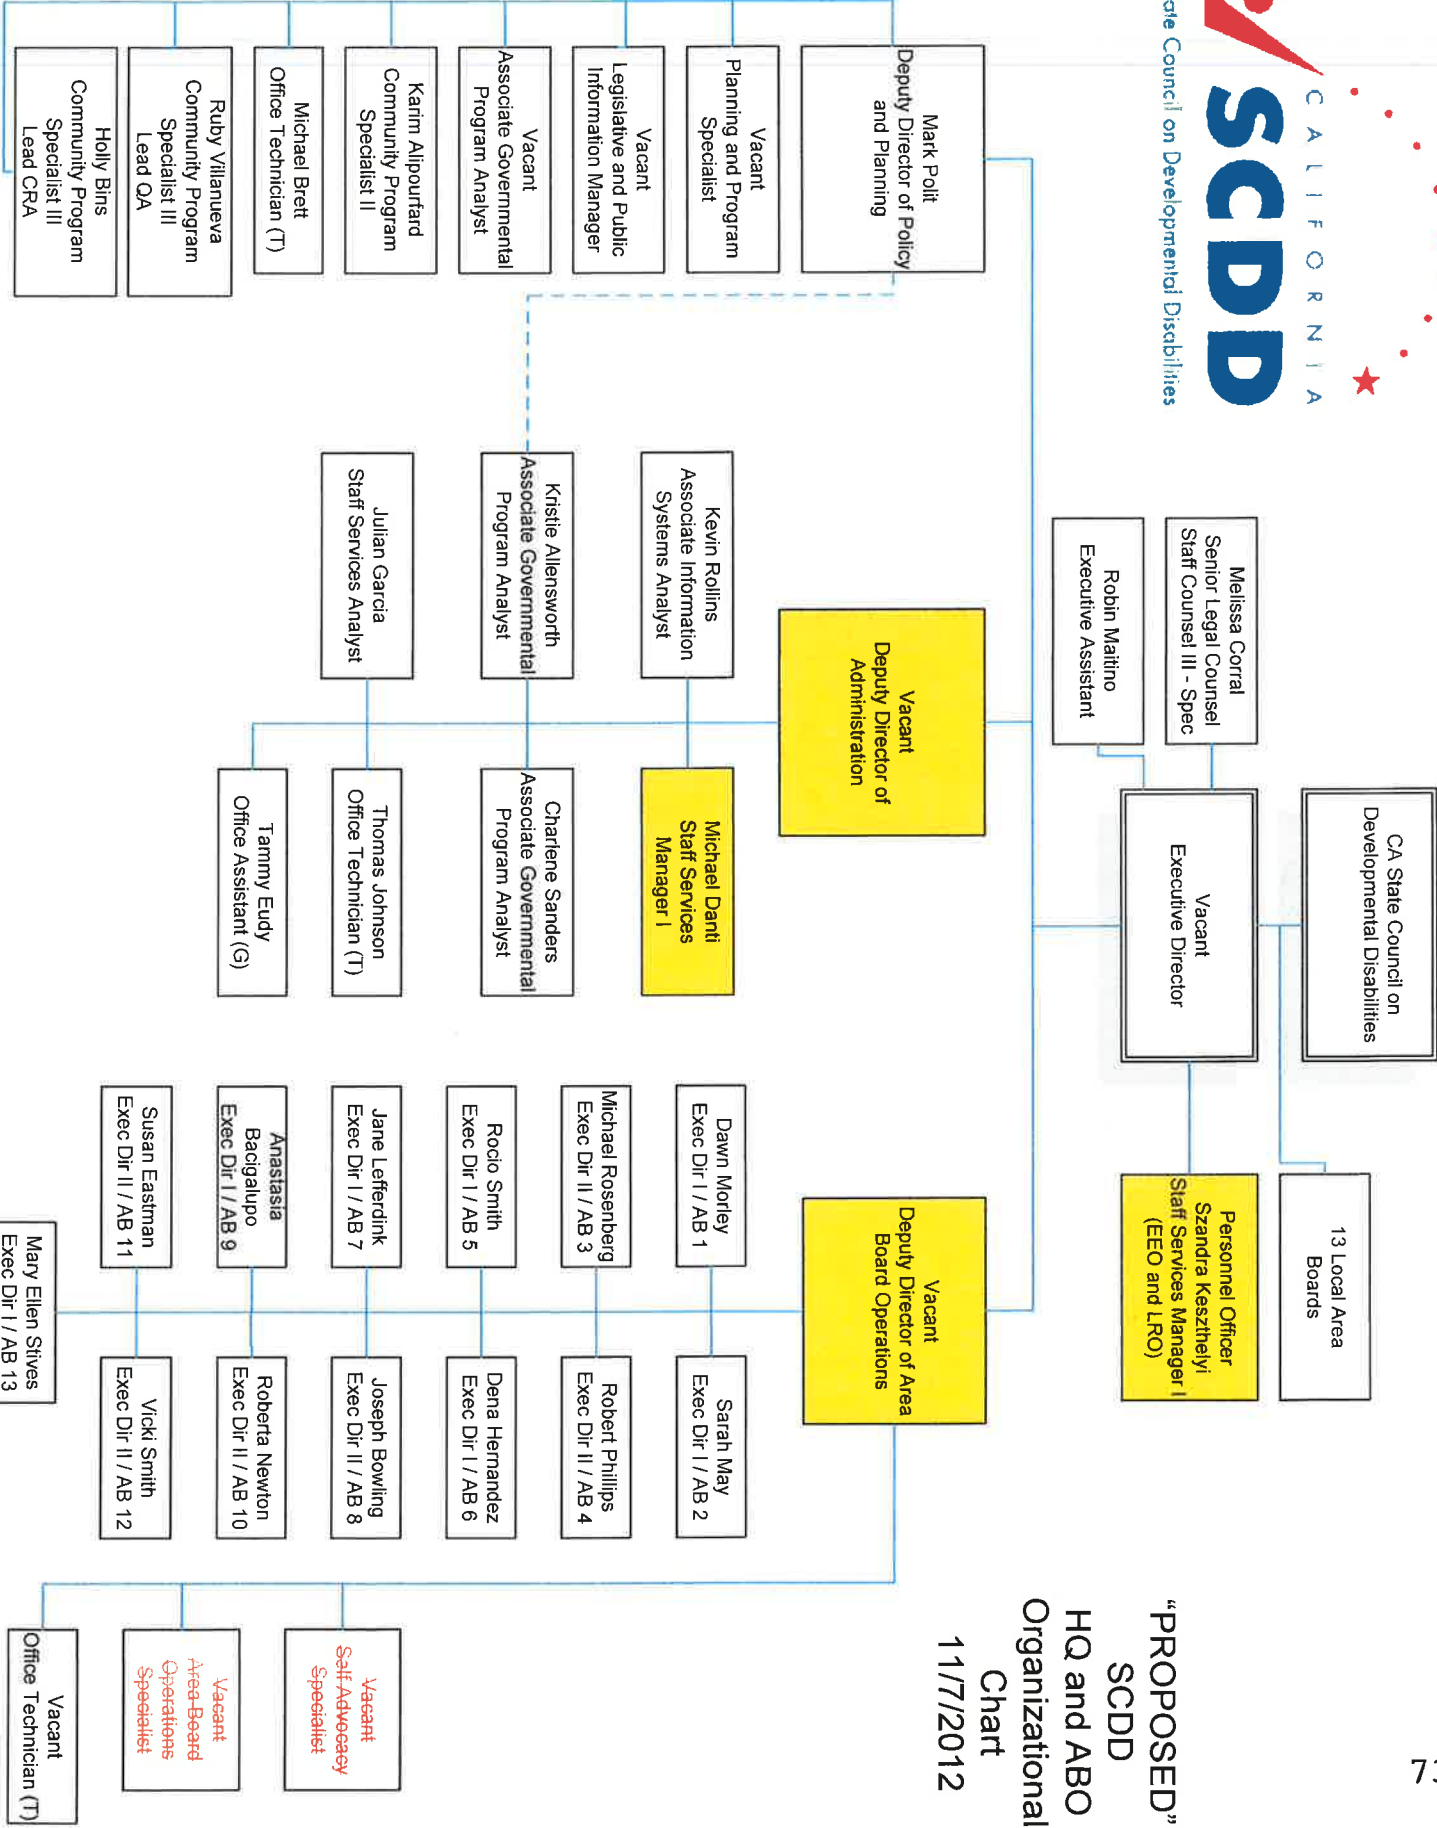 73
CALIFORNIA
SCDD
Council on Developmental Disabilities
"PROPOSED"
SCDD
HQ and ABO
Organizational
Chart
11/7/2012
CA State Council on
Developmental Disabilities
13 Local Area
Boards
Melissa Corral
Senior Legal Counsel
Staff Counsel III - Spec
Robin Maitino
Executive Assistant
Vacant
Executive Director
Personnel Officer
Szandra Keszthelyi
Staff Services Manager I
(EEO and LRO)
Mark Polit
Deputy Director of Policy
and Planning
Vacant
Planning and Program
Specialist
Vacant
Legislative and Public
Information Manager
Vacant
Associate Governmental
Program Analyst
Karim Alipourfard
Community Program
Specialist II
Michael Brett
Office Technician (T)
Ruby Villanueva
Community Program
Specialist III
Lead QA
Holly Bins
Community Program
Specialist III
Lead CRA
Vacant
Deputy Director of
Administration
Kevin Rollins
Associate Information
Systems Analyst
Michael Danti
Staff Services
Manager I
Kristie Allensworth
Associate Governmental
Program Analyst
Charlene Sanders
Associate Governmental
Program Analyst
Julian Garcia
Staff Services Analyst
Thomas Johnson
Office Technician (T)
Tammy Eudy
Office Assistant (G)
Vacant
Deputy Director of Area
Board Operations
Dawn Morley
Exec Dir I / AB 1
Sarah May
Exec Dir I / AB 2
Michael Rosenberg
Exec Dir II / AB 3
Robert Phillips
Exec Dir II / AB 4
Rocio Smith
Exec Dir I / AB 5
Dena Hernandez
Exec Dir I / AB 6
Jane Lefferdink
Exec Dir I / AB 7
Joseph Bowling
Exec Dir II / AB 8
Anastasia
Bacigalupo
Exec Dir I / AB 9
Roberta Newton
Exec Dir II / AB 10
Susan Eastman
Exec Dir II / AB 11
Vicki Smith
Exec Dir II / AB 12
Mary Ellen Stives
Exec Dir I / AB 13
Vacant
Self Advocacy
Specialist
Vacant
Area Board
Operations
Specialist
Vacant
Office Technician (T)